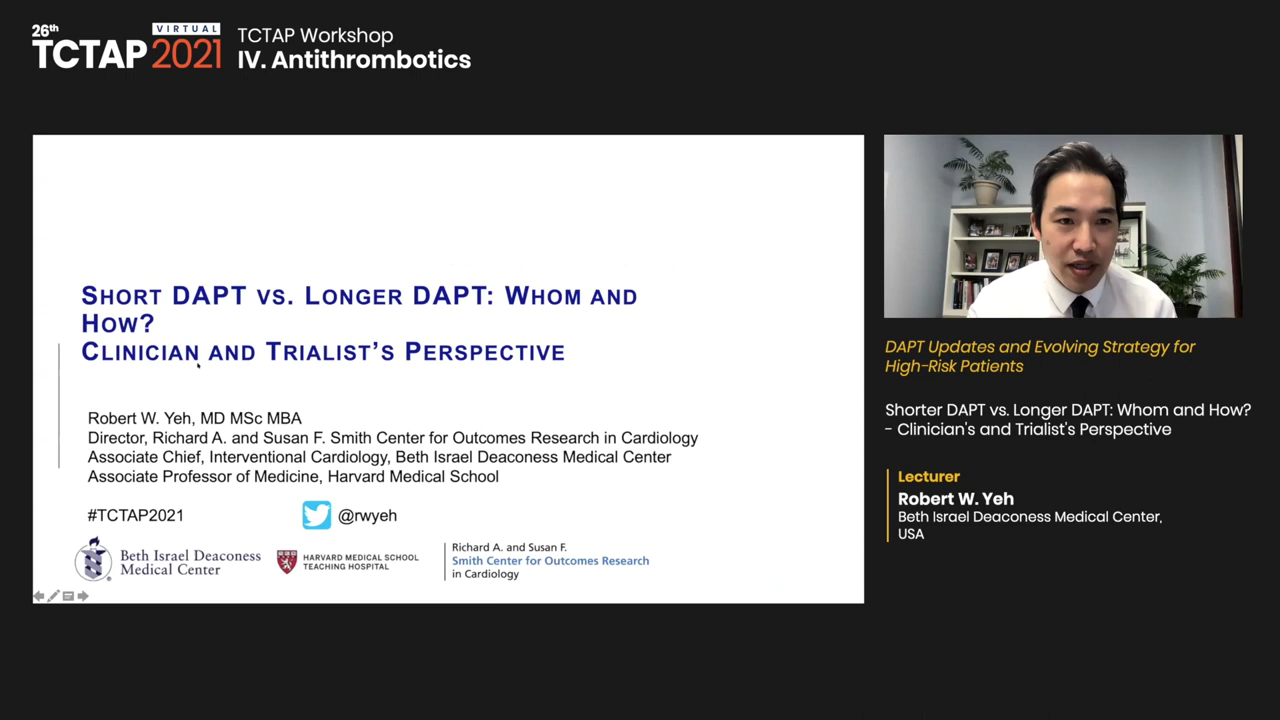 26th
VIRTUAL
TCTAP 2021
TCTAP Workshop
IV. Antithrombotics
SHORT DAPT VS. LONGER DAPT: WHOM AND
HOW?
CLINICIAN AND TRIALIST'S PERSPECTIVE
Robert W. Yeh, MD MSc MBA
Director, Richard A. and Susan F. Smith Center for Outcomes Research in Cardiology
Associate Chief, Interventional Cardiology, Beth Israel Deaconess Medical Center
Associate Professor of Medicine, Harvard Medical School
#TCTAP2021
@rwyeh
Beth Israel Deaconess
Medical Center
HARVARD MEDICAL SCHOOL
TEACHING HOSPITAL
Richard A. and Susan F.
Smith Center for Outcomes Research
in Cardiology
DAPT Updates and Evolving Strategy for
High-Risk Patients
Shorter DAPT vs. Longer DAPT: Whom and How?
- Clinician's and Trialist's Perspective
Lecturer
Robert W. Yeh
Beth Israel Deaconess Medical Center,
USA